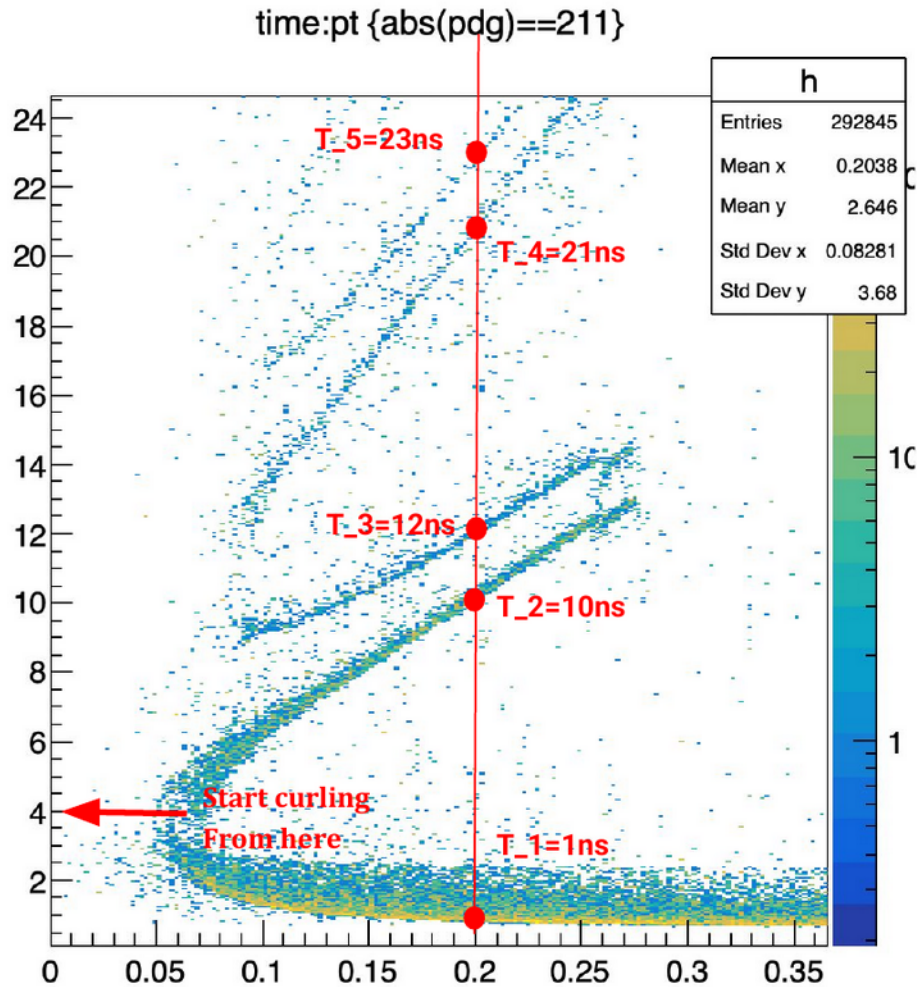 time:pt {abs(pdg)==211}
h
Entries 292845
Mean x 0.2038
Mean y 2.646
Std Dev x 0.08281
Std Dev y 3.68
24
22
20
18
16
14
12
10
8
6
4
2
T_5=23ns
T_4=21ns
T_3=12ns
T_2=10ns
Start curling
From here
T_1=1ns
10
1
0 0.05 0.1 0.15 0.2 0.25 0.3 0.35